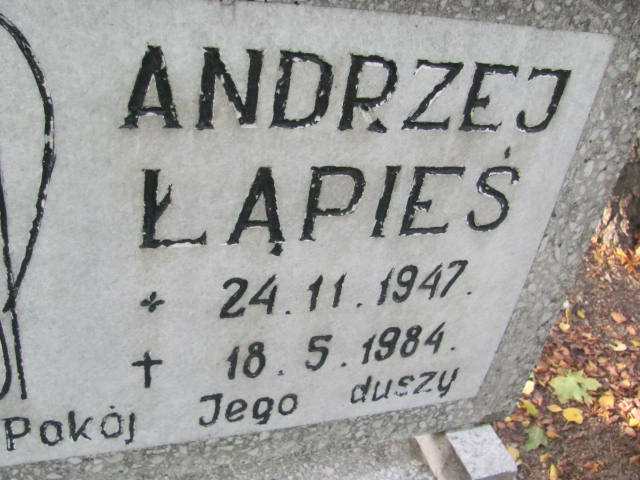 ANDRZEJ
ŁĄPIEŚ
* 24.11.1947.
† 18.5.1984.
Pokój Jego duszy